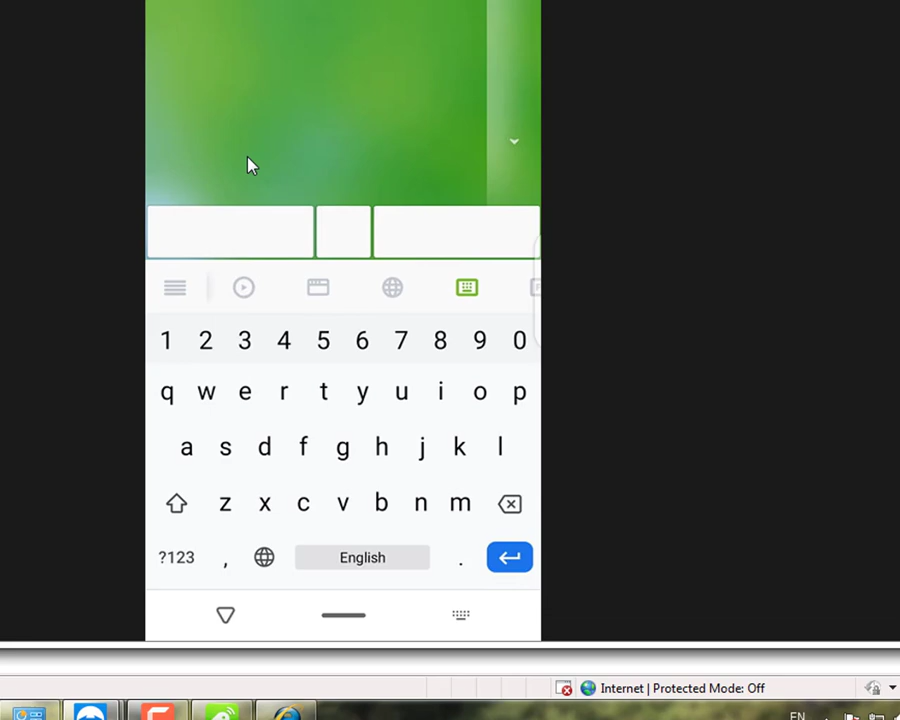 1 2 3 4 5 6 7 8 9 0
q w e r t y u i o p
a s d f g h j k l
z x c v b n m
?123 , English .
Internet | Protected Mode: Off
EN